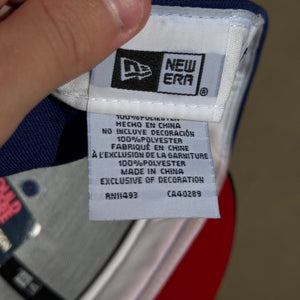 NEW
ERA
®
100%POLIESTER
HECHO EN CHINA
NO INCLUYE DECORACIÓN
100%POLYESTER
FABRIQUÉ EN CHINE
À L'EXCLUSION DE LA GARNITURE
100%POLYESTER
MADE IN CHINA
EXCLUSIVE OF DECORATION
RN11493 CA40289